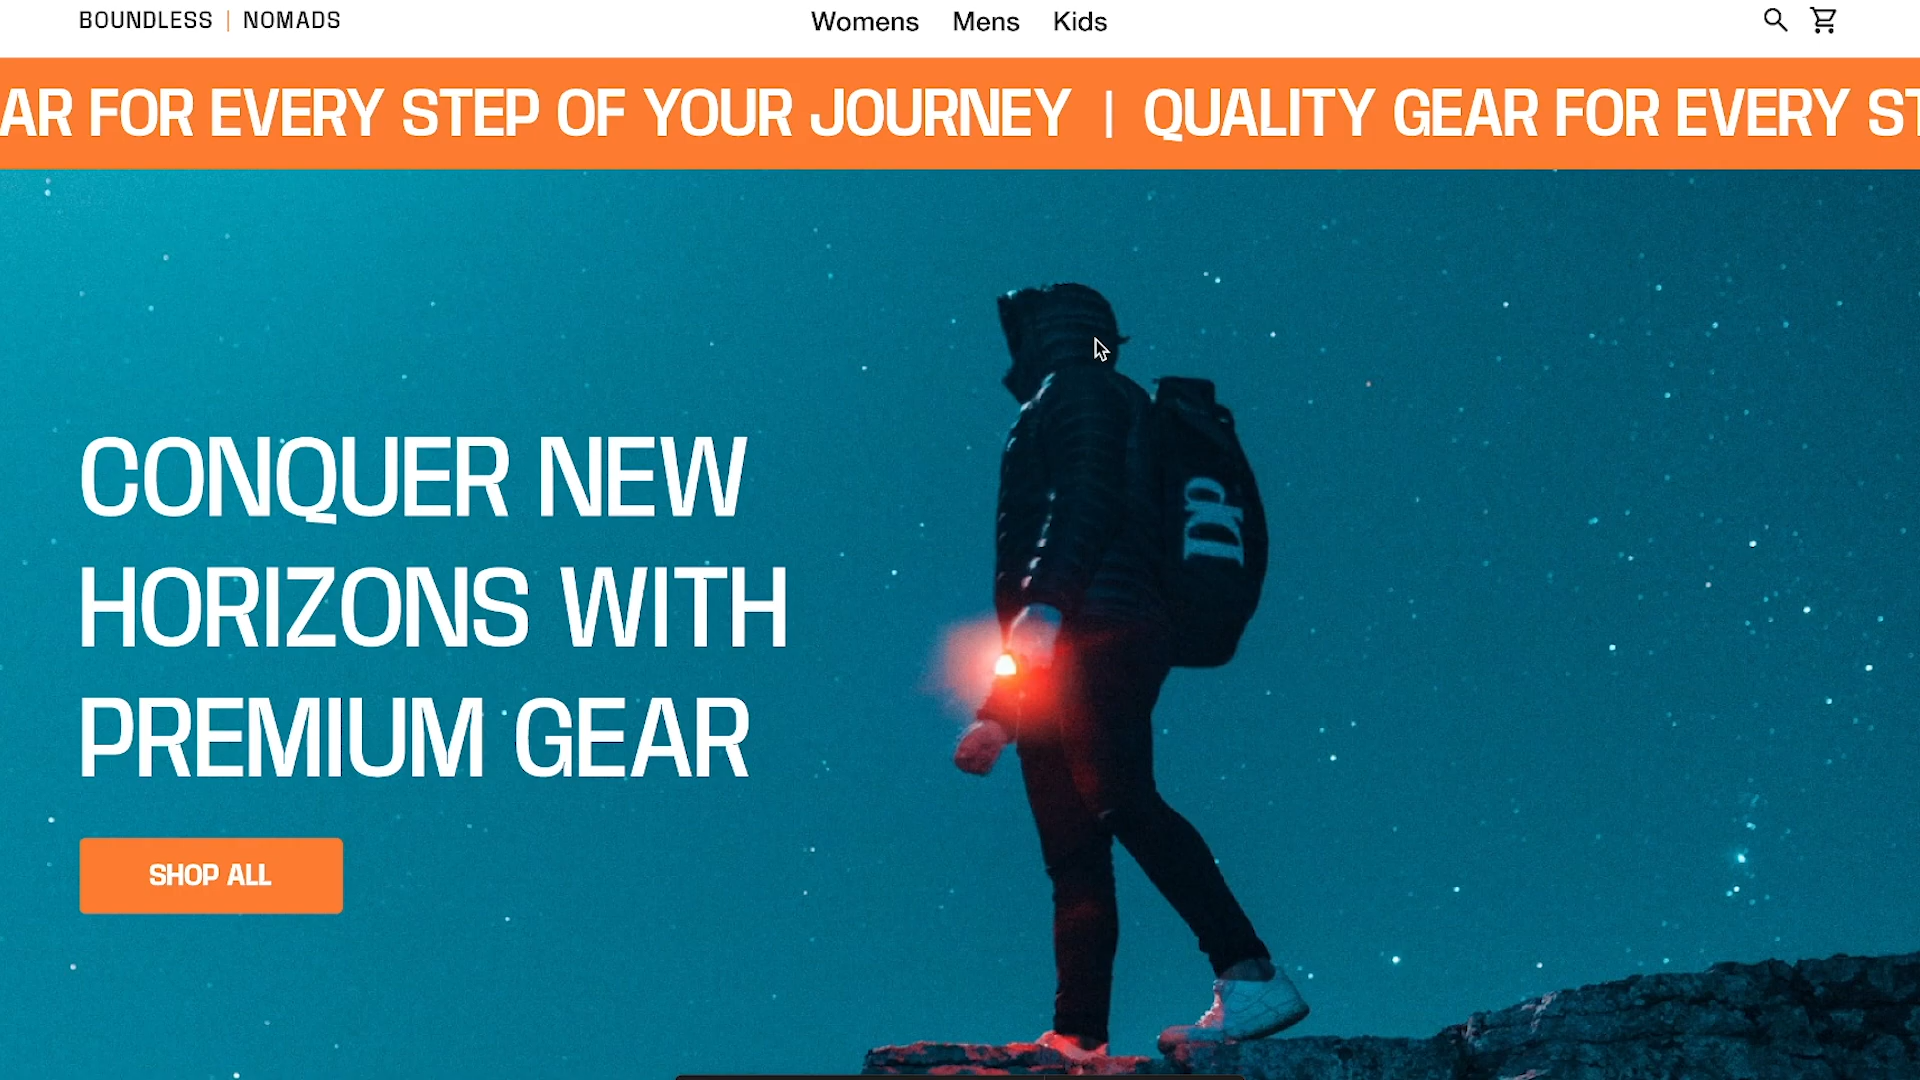 BOUNDLESS | NOMADS
Womens Mens Kids
AR FOR EVERY STEP OF YOUR JOURNEY | QUALITY GEAR FOR EVERY ST
CONQUER NEW
HORIZONS WITH
PREMIUM GEAR
DP
SHOP ALL